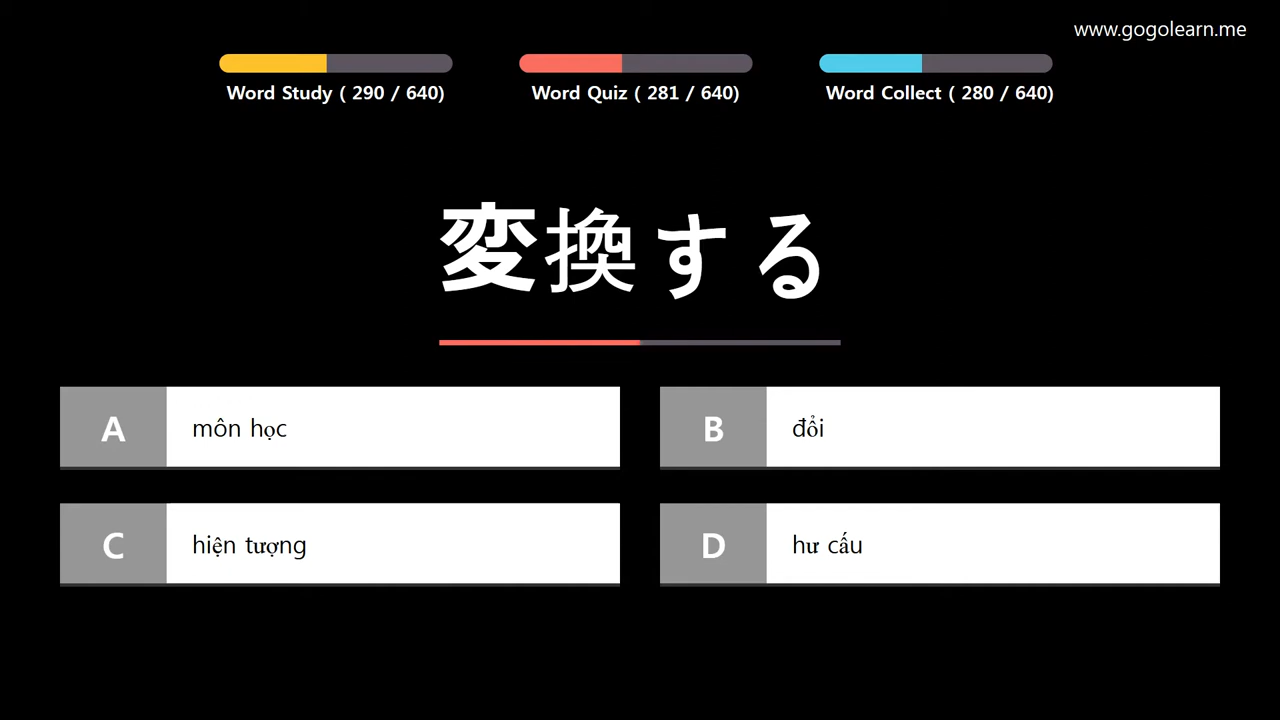 www.gogolearn.me
Word Study ( 290 / 640)
Word Quiz ( 281 / 640)
Word Collect ( 280 / 640)
変換する
A môn học
B đổi
C hiện tượng
D hư cấu